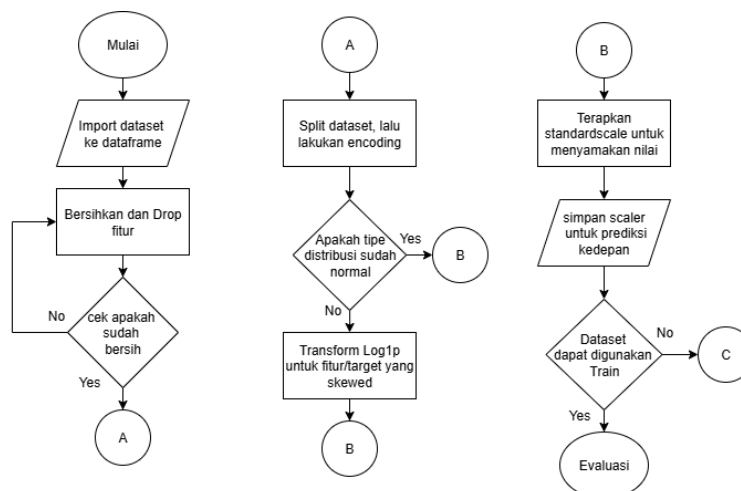 Mulai
Import dataset
ke dataframe
Bersihkan dan Drop
fitur
No
cek apakah
sudah
bersih
Yes
A
A
Split dataset, lalu
lakukan encoding
Apakah tipe
distribusi sudah
normal
Yes
B
No
Transform Log1p
untuk fitur/target yang
skewed
B
B
Terapkan
standardscale untuk
menyamakan nilai
simpan scaler
untuk prediksi
kedepan
Dataset
dapat digunakan
Train
No
C
Yes
Evaluasi